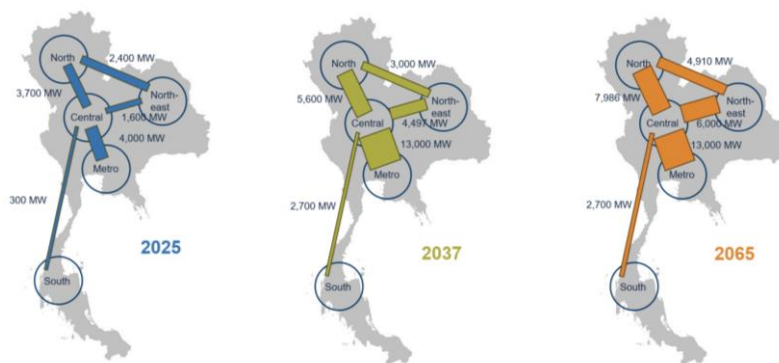 North
2,400 MW
3,700 MW
North-
east
Central
1,600 MW
4,000 MW
Metro
300 MW
2025
South
North
3,000 MW
5,600 MW
North-
east
Central
4,497 MW
13,000 MW
Metro
2,700 MW
2037
South
North
4,910 MW
7,986 MW
North-
east
Central
6,000 MW
13,000 MW
Metro
2,700 MW
2065
South